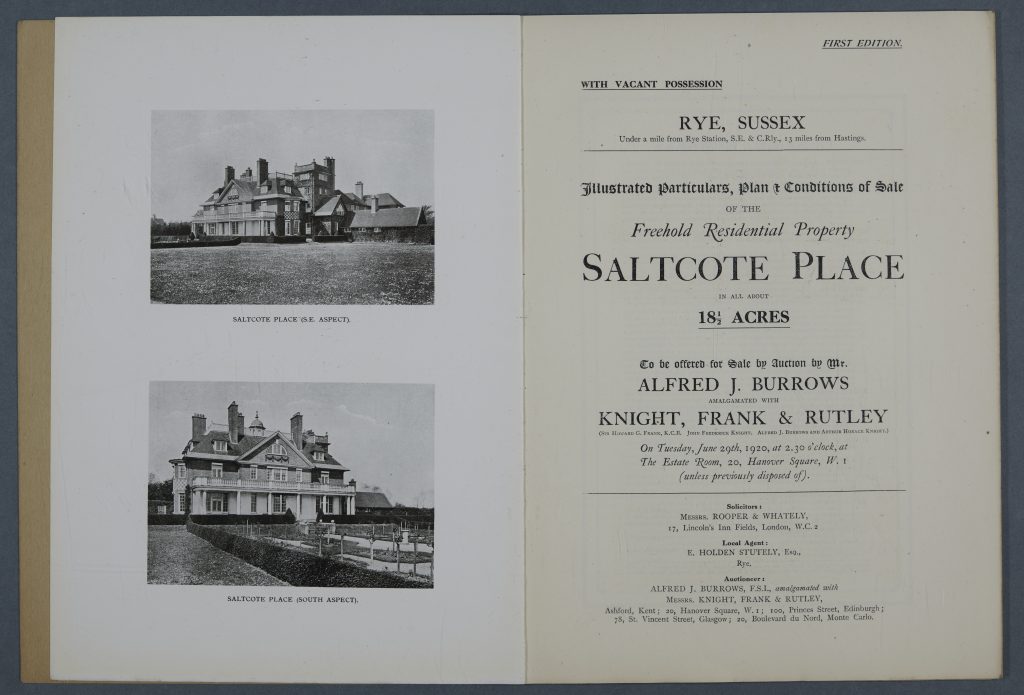 SALTCOTE PLACE (S.E. ASPECT).
SALTCOTE PLACE (SOUTH ASPECT).
FIRST EDITION.
WITH VACANT POSSESSION
RYE, SUSSEX
Under a mile from Rye Station, S.E. & C.Rly., 13 miles from Hastings.
Illustrated Particulars, Plan & Conditions of Sale
OF THE
Freehold Residential Property
SALTCOTE PLACE
IN ALL ABOUT
18½ ACRES
To be offered for Sale by Auction by Mr.
ALFRED J. BURROWS
AMALGAMATED WITH
KNIGHT, FRANK & RUTLEY
(SIR HOWARD G. FRANK, K.C.B. JOHN FREDERICK KNIGHT. ALFRED J. BURROWS AND ARTHUR HORACE KNIGHT.)
On Tuesday, June 29th, 1920, at 2.30 o'clock, at
The Estate Room, 20, Hanover Square, W. 1
(unless previously disposed of).
Solicitors:
MESSRS. ROOPER & WHATELY,
17, Lincoln's Inn Fields, London, W.C. 2
Local Agent:
E. HOLDEN STUTELY, Esq.,
Rye.
Auctioneer:
ALFRED J. BURROWS, F.S.I., amalgamated with
MESSRS. KNIGHT, FRANK & RUTLEY,
Ashford, Kent; 20, Hanover Square, W. 1; 100, Princes Street, Edinburgh;
78, St. Vincent Street, Glasgow; 20, Boulevard du Nord, Monte Carlo.